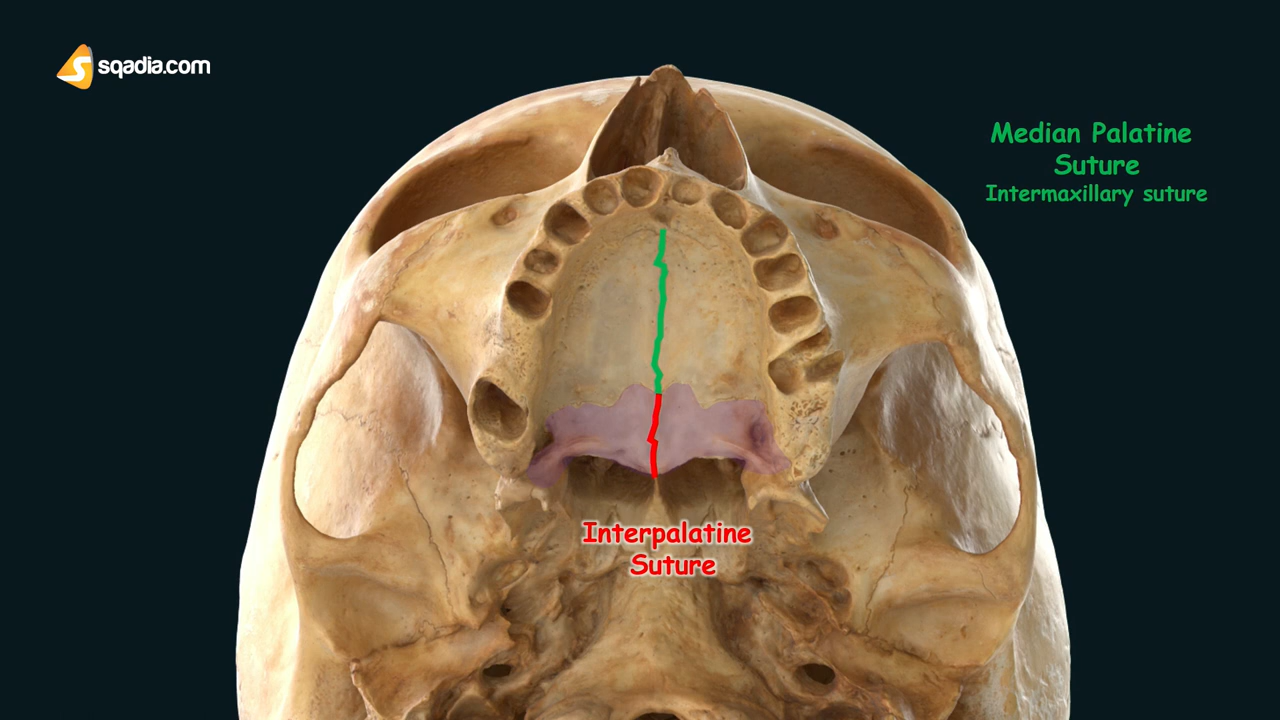 sqadia.com
Median Palatine
Suture
Intermaxillary suture
Interpalatine
Suture